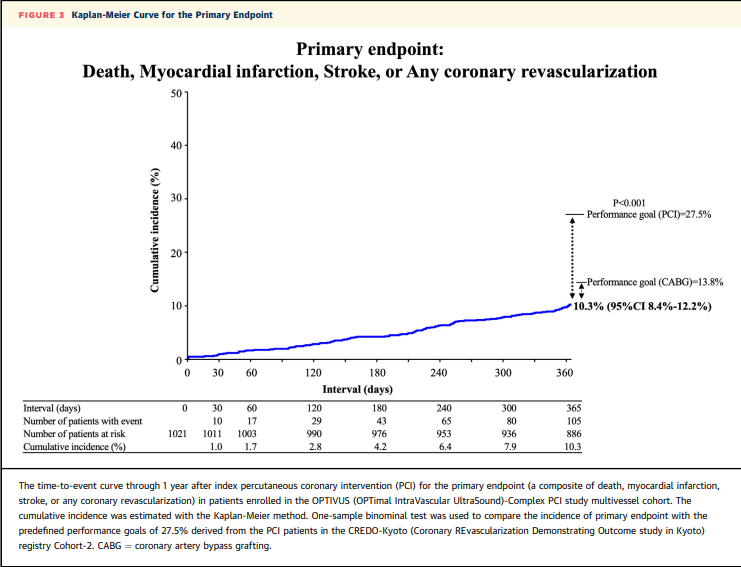 FIGURE 3 Kaplan-Meier Curve for the Primary Endpoint
Primary endpoint:
Death, Myocardial infarction, Stroke, or Any coronary revascularization
Cumulative incidence (%)
50
40
30
20
10
0
P<0.001
Performance goal (PCI)=27.5%
Performance goal (CABG)=13.8%
10.3% (95%CI 8.4%-12.2%)
0 30 60 120 180 240 300 360
Interval (days)
Interval (days) 0 30 60 120 180 240 300 365
Number of patients with event 10 17 29 43 65 80 105
Number of patients at risk 1021 1011 1003 990 976 953 936 886
Cumulative incidence (%) 1.0 1.7 2.8 4.2 6.4 7.9 10.3
The time-to-event curve through 1 year after index percutaneous coronary intervention (PCI) for the primary endpoint (a composite of death, myocardial infarction,
stroke, or any coronary revascularization) in patients enrolled in the OPTIVUS (OPTimal IntraVascular UltraSound)-Complex PCI study multivessel cohort. The
cumulative incidence was estimated with the Kaplan-Meier method. One-sample binominal test was used to compare the incidence of primary endpoint with the
predefined performance goals of 27.5% derived from the PCI patients in the CREDO-Kyoto (Coronary REvascularization Demonstrating Outcome study in Kyoto)
registry Cohort-2. CABG = coronary artery bypass grafting.